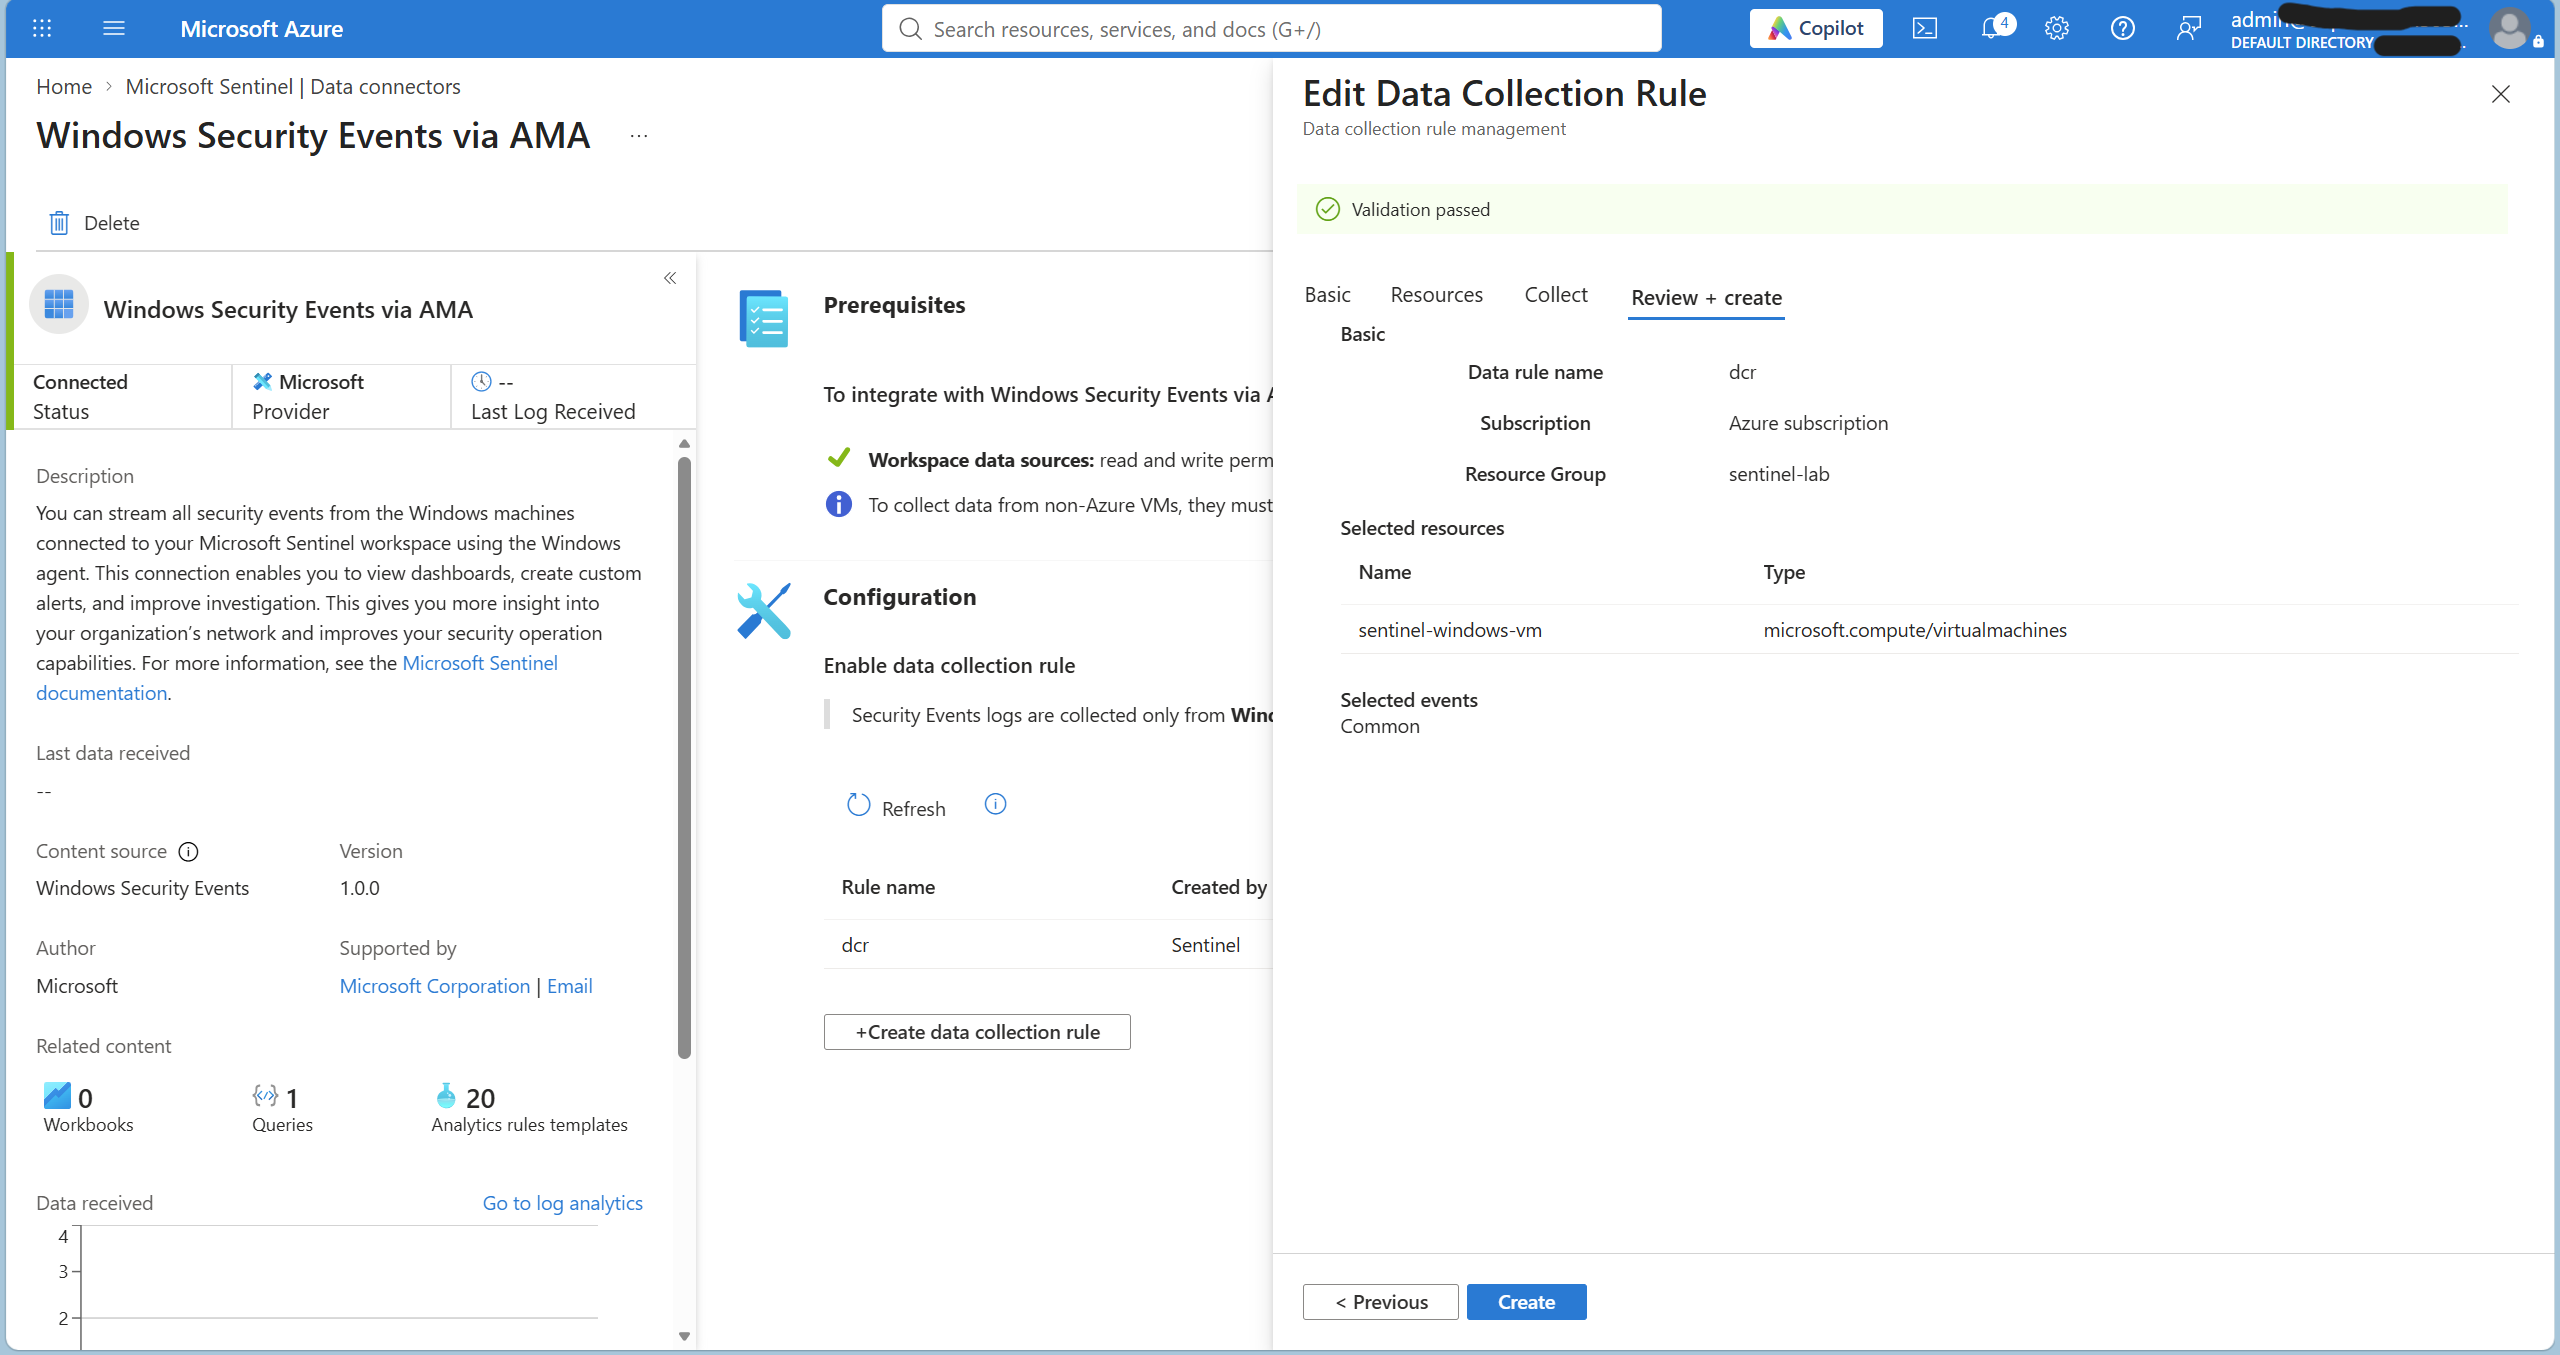 Microsoft Azure
Search resources, services, and docs (G+/)
Copilot
4
DEFAULT DIRECTORY
Home > Microsoft Sentinel | Data connectors
Windows Security Events via AMA ...
Delete
Windows Security Events via AMA
Connected
Status
Microsoft
Provider
--
Last Log Received
Description
You can stream all security events from the Windows machines
connected to your Microsoft Sentinel workspace using the Windows
agent. This connection enables you to view dashboards, create custom
alerts, and improve investigation. This gives you more insight into
your organization’s network and improves your security operation
capabilities. For more information, see the Microsoft Sentinel
documentation.
Last data received
--
Content source
Version
Windows Security Events
1.0.0
Author
Supported by
Microsoft
Microsoft Corporation | Email
Related content
0
Workbooks
1
Queries
20
Analytics rules templates
Data received
Go to log analytics
4
3
2
Prerequisites
To integrate with Windows Security Events via
Workspace data sources: read and write perm
To collect data from non-Azure VMs, they must
Configuration
Enable data collection rule
Security Events logs are collected only from Wind
Refresh
Rule name
Created by
dcr
Sentinel
+Create data collection rule
Edit Data Collection Rule
Data collection rule management
Validation passed
Basic
Resources
Collect
Review + create
Basic
Data rule name
dcr
Subscription
Azure subscription
Resource Group
sentinel-lab
Selected resources
Name
Type
sentinel-windows-vm
microsoft.compute/virtualmachines
Selected events
Common
< Previous
Create